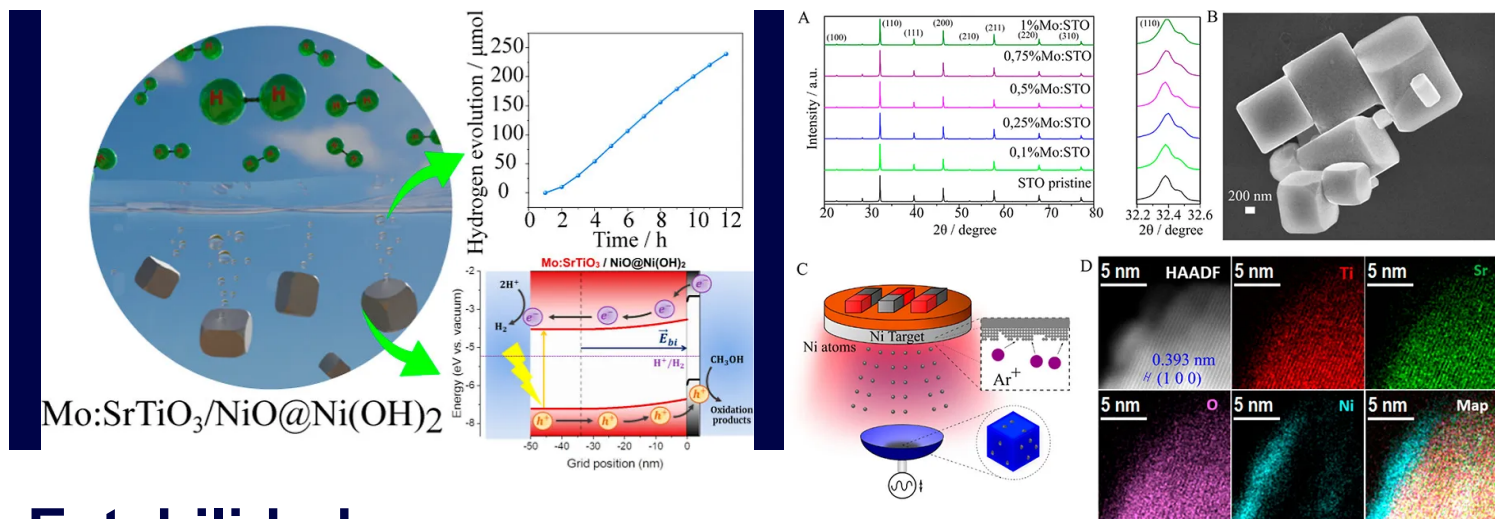 H H
Mo:SrTiO₃/NiO@Ni(OH)₂
Hydrogen evolution / μmol
250
200
150
100
50
0
0 2 4 6 8 10 12
Time / h
Mo:SrTiO₃ / NiO@Ni(OH)₂
Energy (eV vs. vacuum)
-2
-3
-5
-6
-8
2H⁺
H₂
e⁻ e⁻ e⁻ e⁻
E_bi
H⁺/H₂
CH₃OH
h⁺ h⁺ h⁺ h⁺
Oxidation
products
-50 -40 -30 -20 -10 0
Grid position (nm)
A
Intensity / a.u.
(100) (110) (111) (200) (210) (211) (220) (310)
1%Mo:STO
0,75%Mo:STO
0,5%Mo:STO
0,25%Mo:STO
0,1%Mo:STO
STO pristine
20 30 40 50 60 70 80
2θ / degree
(110)
32.2 32.4 32.6
2θ / degree
B
200 nm
C
Ni Target
Ni atoms
Ar⁺
D
5 nm HAADF
0.393 nm
(1 0 0)
5 nm Ti
5 nm Sr
5 nm O
5 nm Ni
5 nm Map